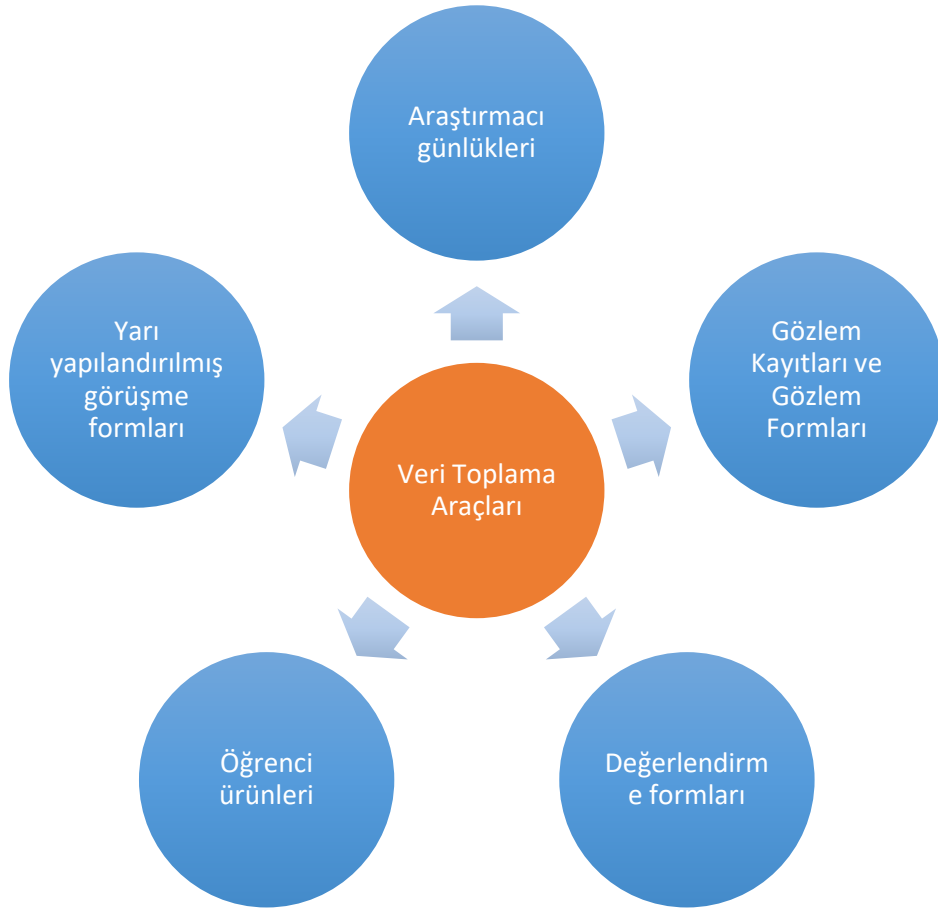 Araştırmacı
günlükleri
Yarı
yapılandırılmış
görüşme
formları
Gözlem
Kayıtları ve
Gözlem
Formları
Veri Toplama
Araçları
Öğrenci
ürünleri
Değerlendirm
e formları